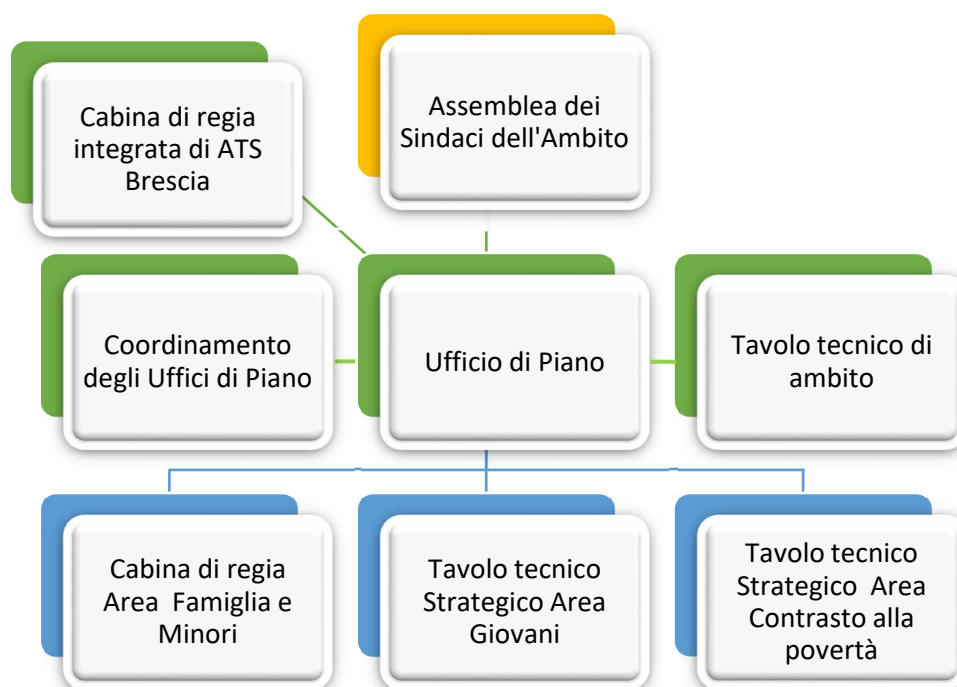 Cabina di regia
integrata di ATS
Brescia
Assemblea dei
Sindaci dell'Ambito
Coordinamento
degli Uffici di Piano
Ufficio di Piano
Tavolo tecnico di
ambito
Cabina di regia
Area Famiglia e
Minori
Tavolo tecnico
Strategico Area
Giovani
Tavolo tecnico
Strategico Area
Contrasto alla
povertà